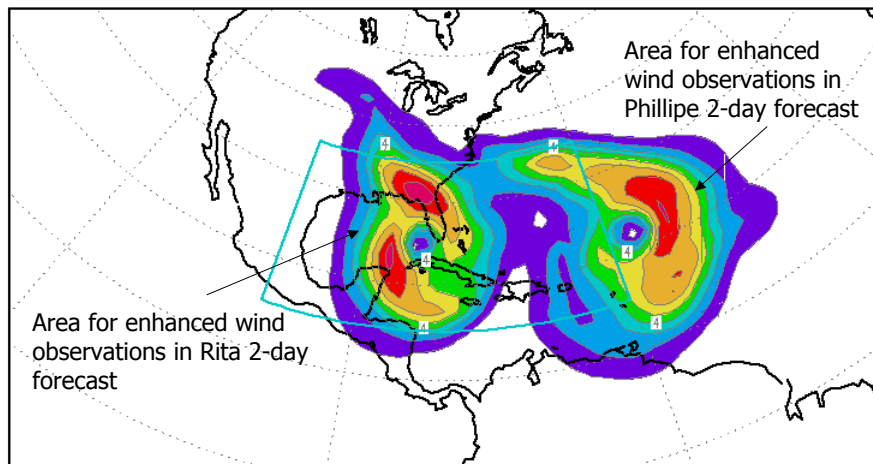 Area for enhanced
wind observations in
Phillipe 2-day forecast
4
4
4
4
4
4
Area for enhanced wind
observations in Rita 2-day
forecast